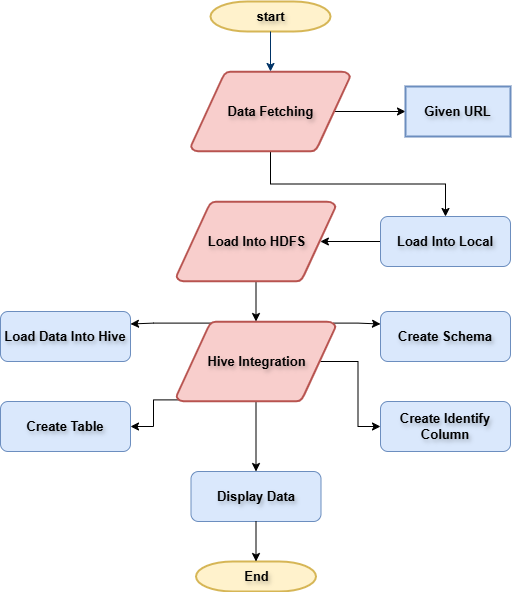 start
Data Fetching
Given URL
Load Into HDFS
Load Into Local
Load Data Into Hive
Hive Integration
Create Schema
Create Table
Create Identify
Column
Display Data
End